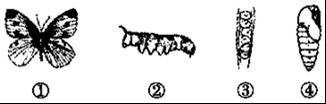 ① ② ③ ④